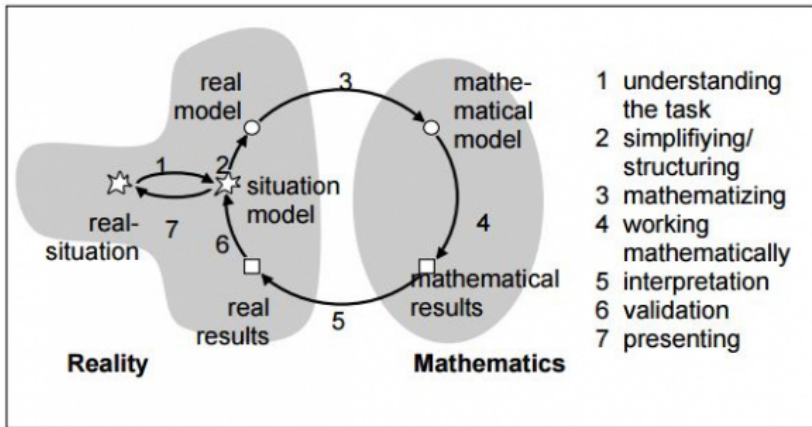 real
model
3
mathe-
matical
model
1
2
situation
model
real-
situation
7
6
4
real
results
5
mathematical
results
Reality
Mathematics
1 understanding
the task
2 simplifiying/
structuring
3 mathematizing
4 working
mathematically
5 interpretation
6 validation
7 presenting